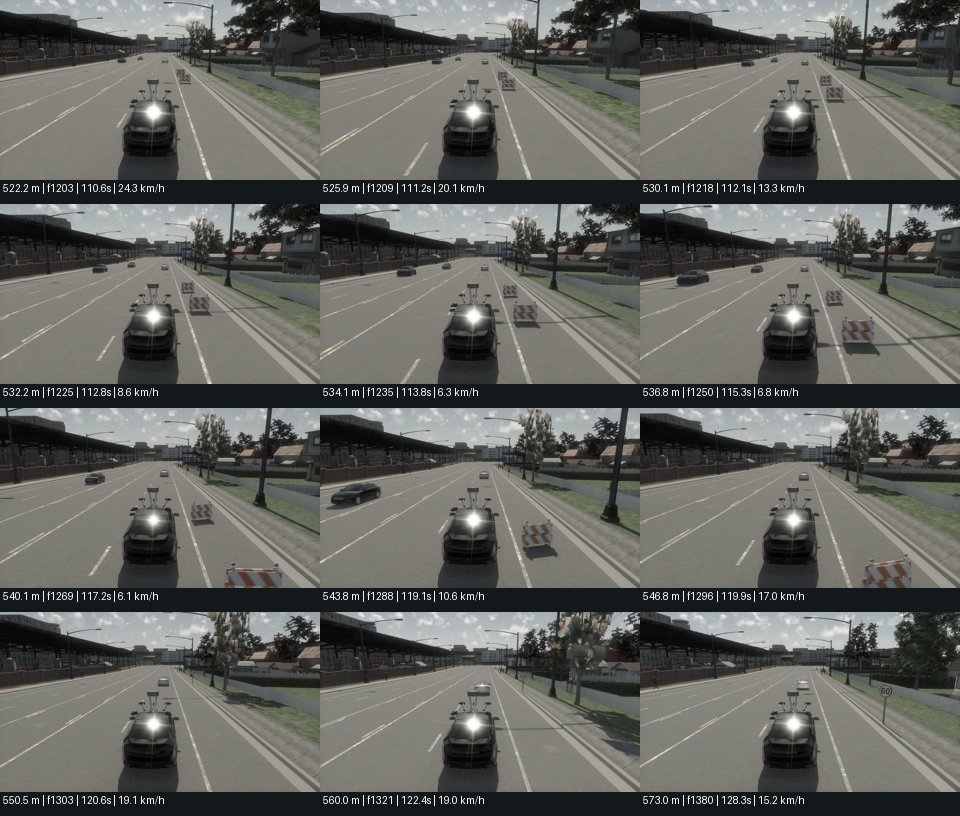 522.2 m | f1203 | 110.6s | 24.3 km/h
525.9 m | f1209 | 111.2s | 20.1 km/h
530.1 m | f1218 | 112.1s | 13.3 km/h
532.2 m | f1225 | 112.8s | 8.6 km/h
534.1 m | f1235 | 113.8s | 6.3 km/h
536.8 m | f1250 | 115.3s | 6.8 km/h
540.1 m | f1269 | 117.2s | 6.1 km/h
543.8 m | f1288 | 119.1s | 10.6 km/h
546.8 m | f1296 | 119.9s | 17.0 km/h
60
550.5 m | f1303 | 120.6s | 19.1 km/h
560.0 m | f1321 | 122.4s | 19.0 km/h
573.0 m | f1380 | 128.3s | 15.2 km/h